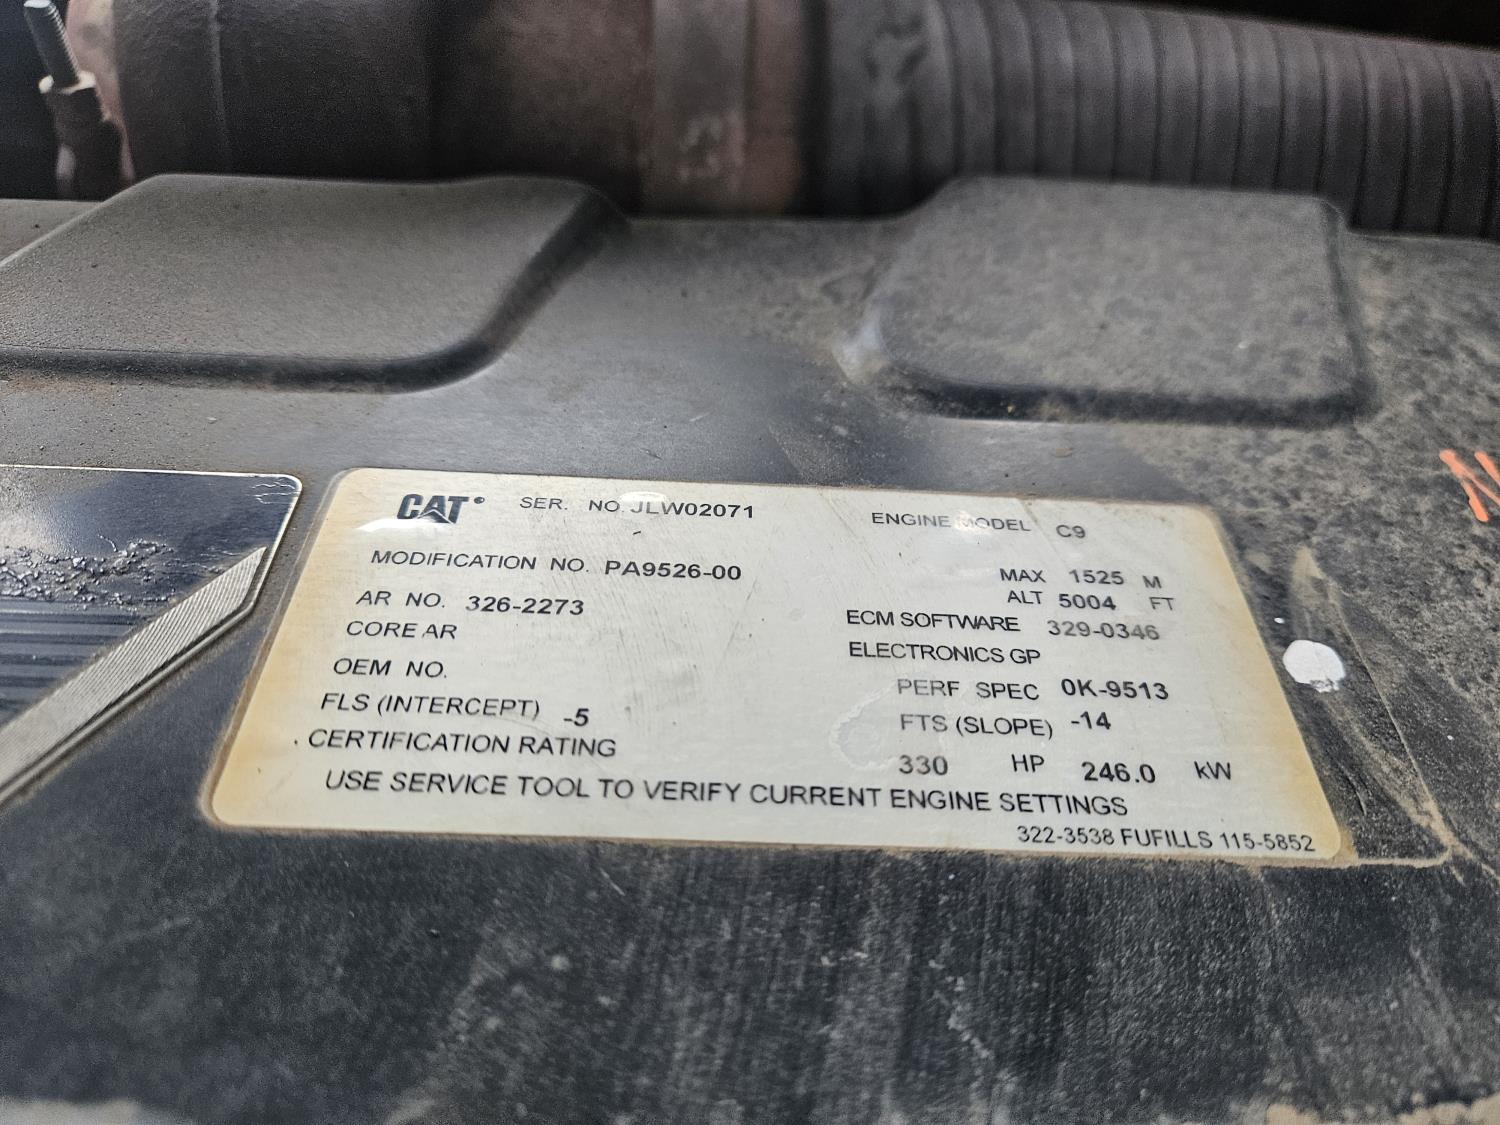 CAT® SER. NO. JLW02071 ENGINE MODEL C9
MODIFICATION NO. PA9526-00
MAX 1525 M
AR NO. 326-2273 ALT 5004 FT
CORE AR ECM SOFTWARE 329-0346
OEM NO. ELECTRONICS GP
PERF SPEC 0K-9513
FLS (INTERCEPT) -5 FTS (SLOPE) -14
CERTIFICATION RATING 330 HP 246.0 kW
USE SERVICE TOOL TO VERIFY CURRENT ENGINE SETTINGS
322-3538 FUFILLS 115-5852